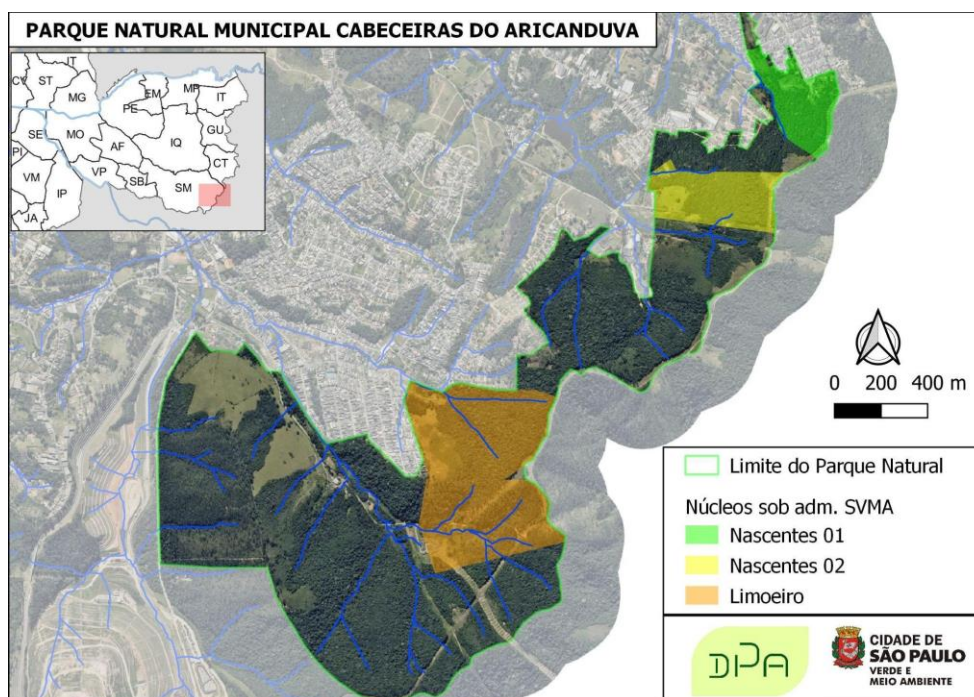 PARQUE NATURAL MUNICIPAL CABECEIRAS DO ARICANDUVA
CV
ST
IT
MG
EM
MP
IT
PE
SE
MO
AF
IQ
GU
PI
VP
CT
VM
IP
SB
SM
JA
0 200 400 m
Limite do Parque Natural
Núcleos sob adm. SVMA
Nascentes 01
Nascentes 02
Limoeiro
DPA
CIDADE DE
SÃO PAULO
VERDE E
MEIO AMBIENTE